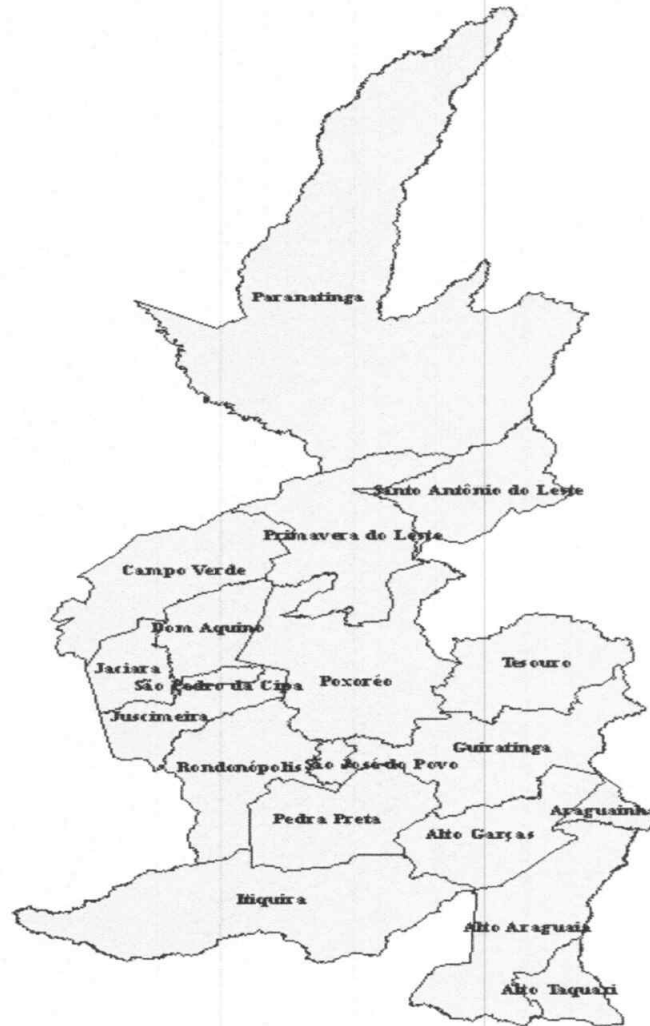 Paranatinga
Santo Antônio do Leste
Primavera do Leste
Campo Verde
Dom Aquino
Tesouro
Jaciara
Poxoréo
São Pedro da Cipa
Juscimeira
Guiratinga
Rondonópolis
São José do Povo
Araguainha
Pedra Preta
Alto Garças
Itiquira
Alto Araguaia
Alto Taquari